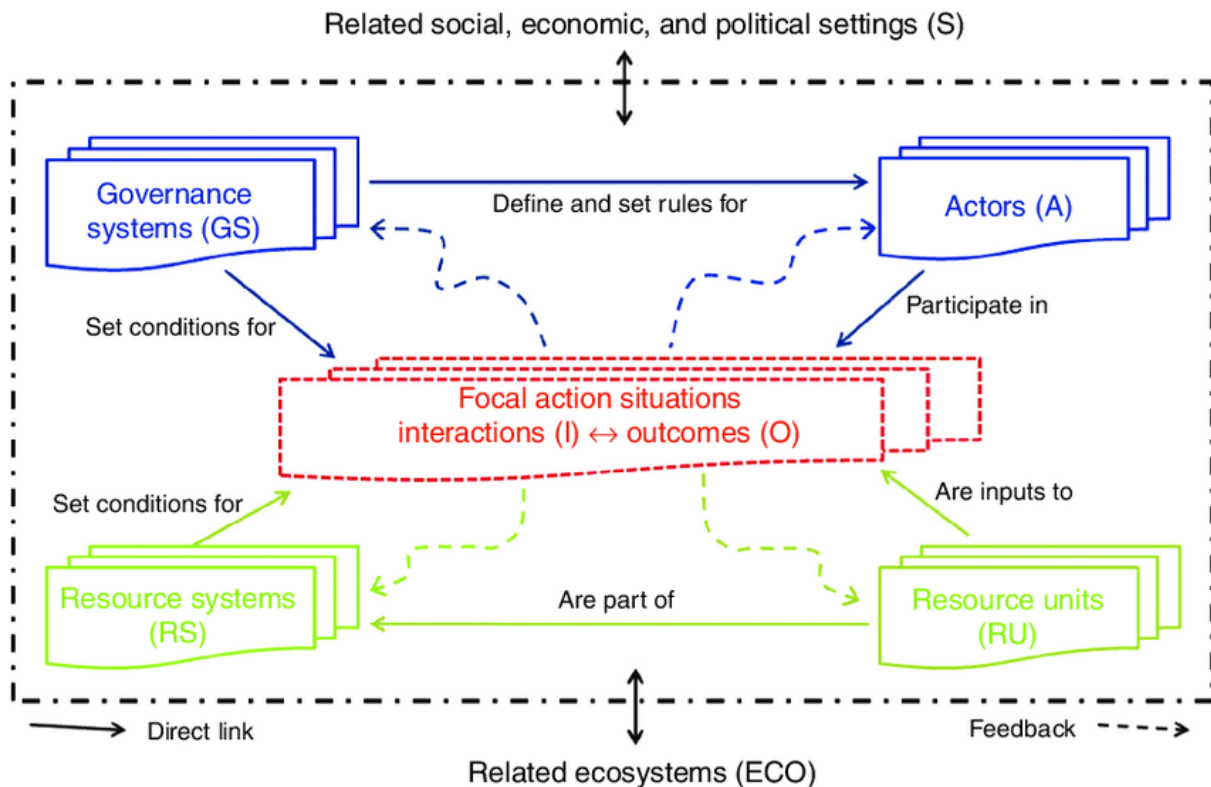 Related social, economic, and political settings (S)
Governance
systems (GS)
Define and set rules for
Actors (A)
Set conditions for
Participate in
Focal action situations
interactions (I) ↔ outcomes (O)
Set conditions for
Are inputs to
Resource systems
(RS)
Are part of
Resource units
(RU)
Direct link
Feedback
Related ecosystems (ECO)